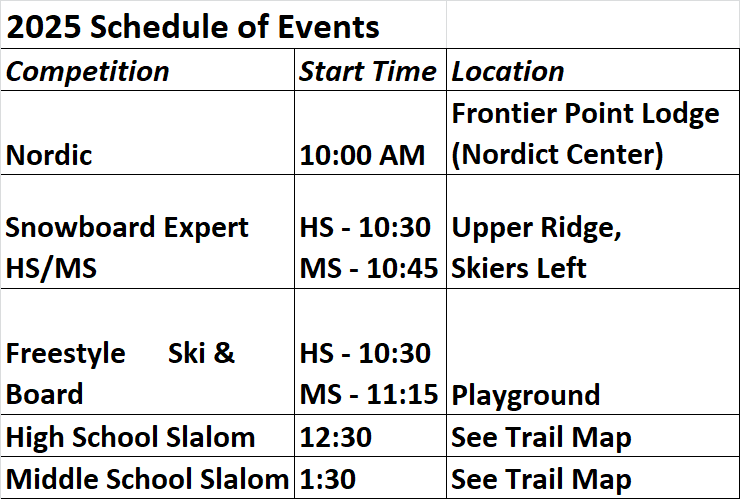 2025 Schedule of Events
Competition Start Time Location
Frontier Point Lodge
Nordic 10:00 AM (Nordict Center)
Snowboard Expert HS - 10:30 Upper Ridge,
HS/MS MS - 10:45 Skiers Left
Freestyle Ski & HS - 10:30
Board MS - 11:15 Playground
High School Slalom 12:30 See Trail Map
Middle School Slalom 1:30 See Trail Map